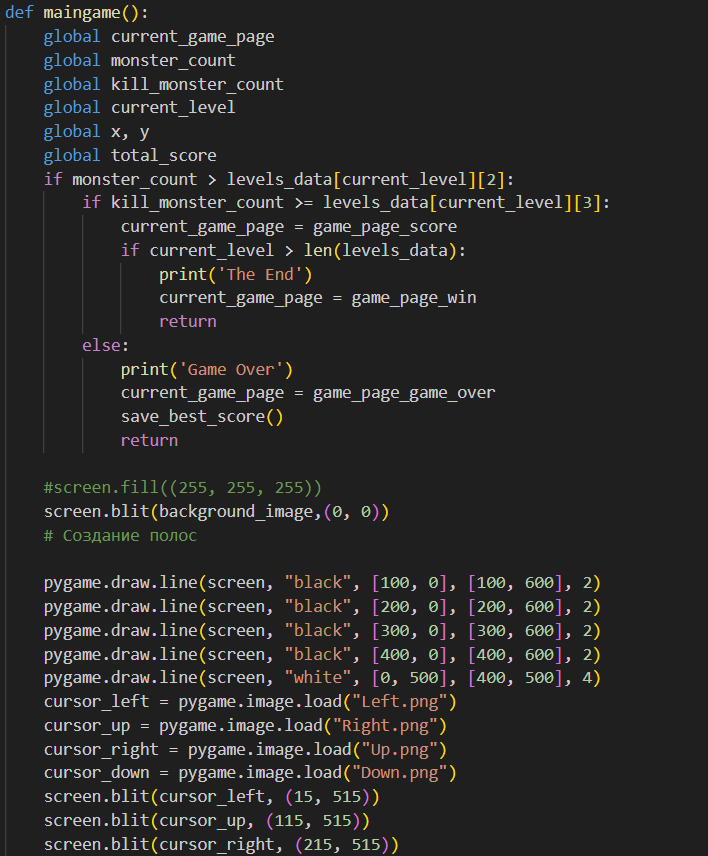 def maingame():
    global current_game_page
    global monster_count
    global kill_monster_count
    global current_level
    global x, y
    global total_score
    if monster_count > levels_data[current_level][2]:
        if kill_monster_count >= levels_data[current_level][3]:
            current_game_page = game_page_score
            if current_level > len(levels_data):
                print('The End')
                current_game_page = game_page_win
                return
        else:
            print('Game Over')
            current_game_page = game_page_game_over
            save_best_score()
            return
    #screen.fill((255, 255, 255))
    screen.blit(background_image,(0, 0))
    # Создание полос
    pygame.draw.line(screen, "black", [100, 0], [100, 600], 2)
    pygame.draw.line(screen, "black", [200, 0], [200, 600], 2)
    pygame.draw.line(screen, "black", [300, 0], [300, 600], 2)
    pygame.draw.line(screen, "black", [400, 0], [400, 600], 2)
    pygame.draw.line(screen, "white", [0, 500], [400, 500], 4)
    cursor_left = pygame.image.load("Left.png")
    cursor_up = pygame.image.load("Right.png")
    cursor_right = pygame.image.load("Up.png")
    cursor_down = pygame.image.load("Down.png")
    screen.blit(cursor_left, (15, 515))
    screen.blit(cursor_up, (115, 515))
    screen.blit(cursor_right, (215, 515))